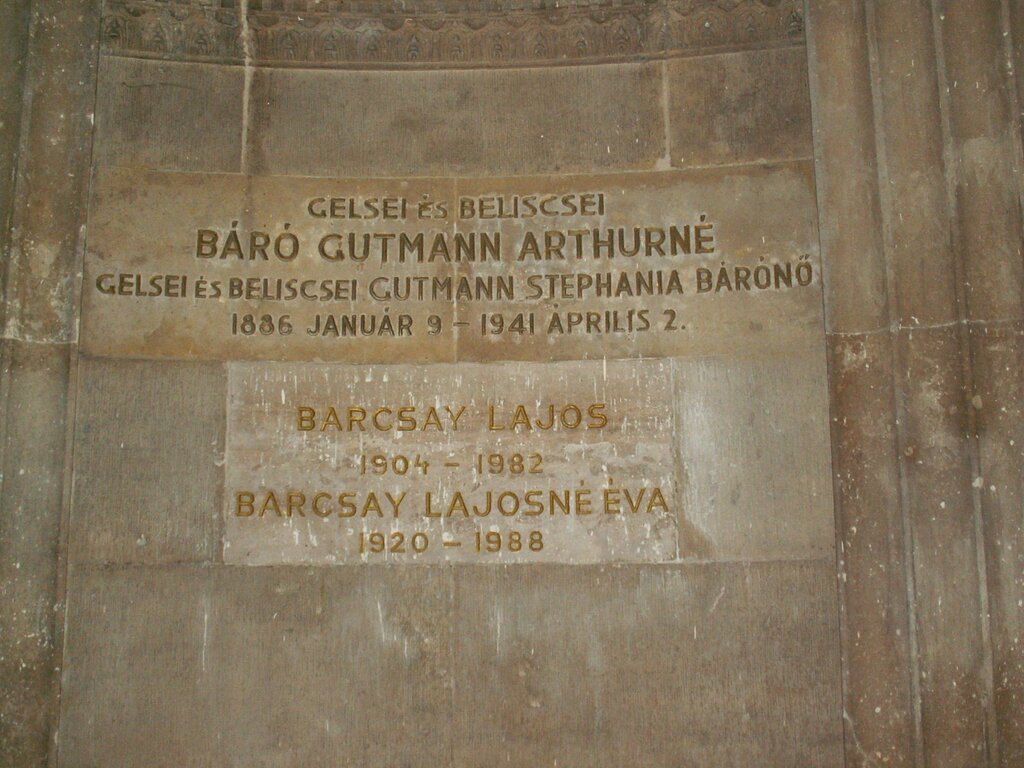 GELSEI ÉS BELISCSEI
BÁRÓ GUTMANN ARTHURNÉ
GELSEI ÉS BELISCSEI GUTMANN STEPHANIA BÁRÓNŐ
1886 JANUÁR 9 – 1941 ÁPRILIS 2.
BARCSAY LAJOS
1904 – 1982
BARCSAY LAJOSNÉ ÉVA
1920 – 1988